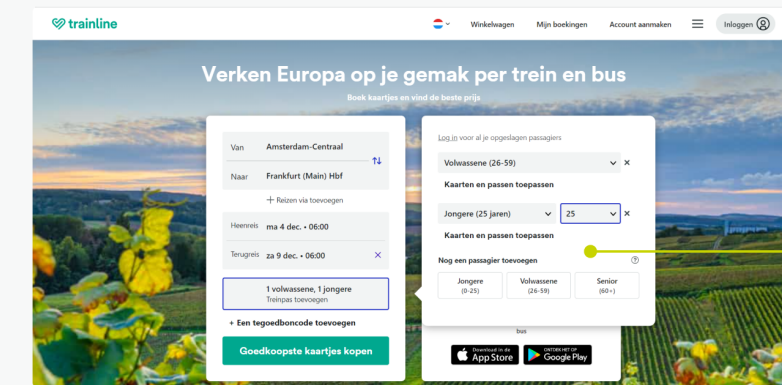 trainline
Winkelwagen
Mijn boekingen
Account aanmaken
Inloggen
Verken Europa op je gemak per trein en bus
Boek kaartjes en vind de beste prijs
Van Amsterdam-Centraal
Naar Frankfurt (Main) Hbf
+ Reizen via toevoegen
Heenreis ma 4 dec. • 06:00
Terugreis za 9 dec. • 06:00
1 volwassene, 1 jongere
Treinpas toevoegen
+ Een tegoedboncode toevoegen
Goedkoopste kaartjes kopen
Log in voor al je opgeslagen passagiers
Volwassene (26-59)
Kaarten en passen toepassen
Jongere (25 jaren) 25
Kaarten en passen toepassen
Nog een passagier toevoegen
Jongere
(0-25)
Volwassene
(26-59)
Senior
(60+)
bus
Download in de
App Store
ONTDEK HET OP
Google Play